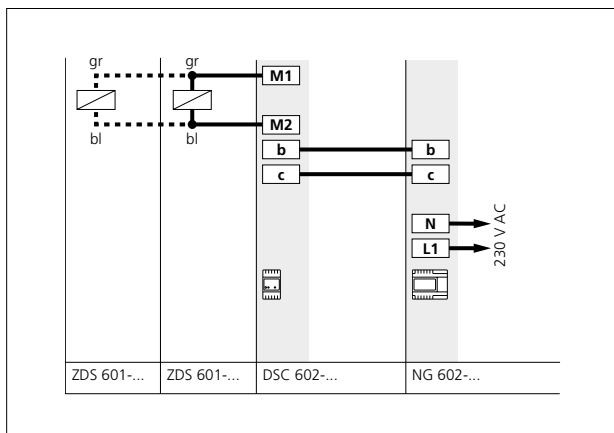 gr gr
M1
M2
bl bl
b b
c c
N
L1
230 V AC
ZDS 601-... ZDS 601-... DSC 602-... NG 602-...